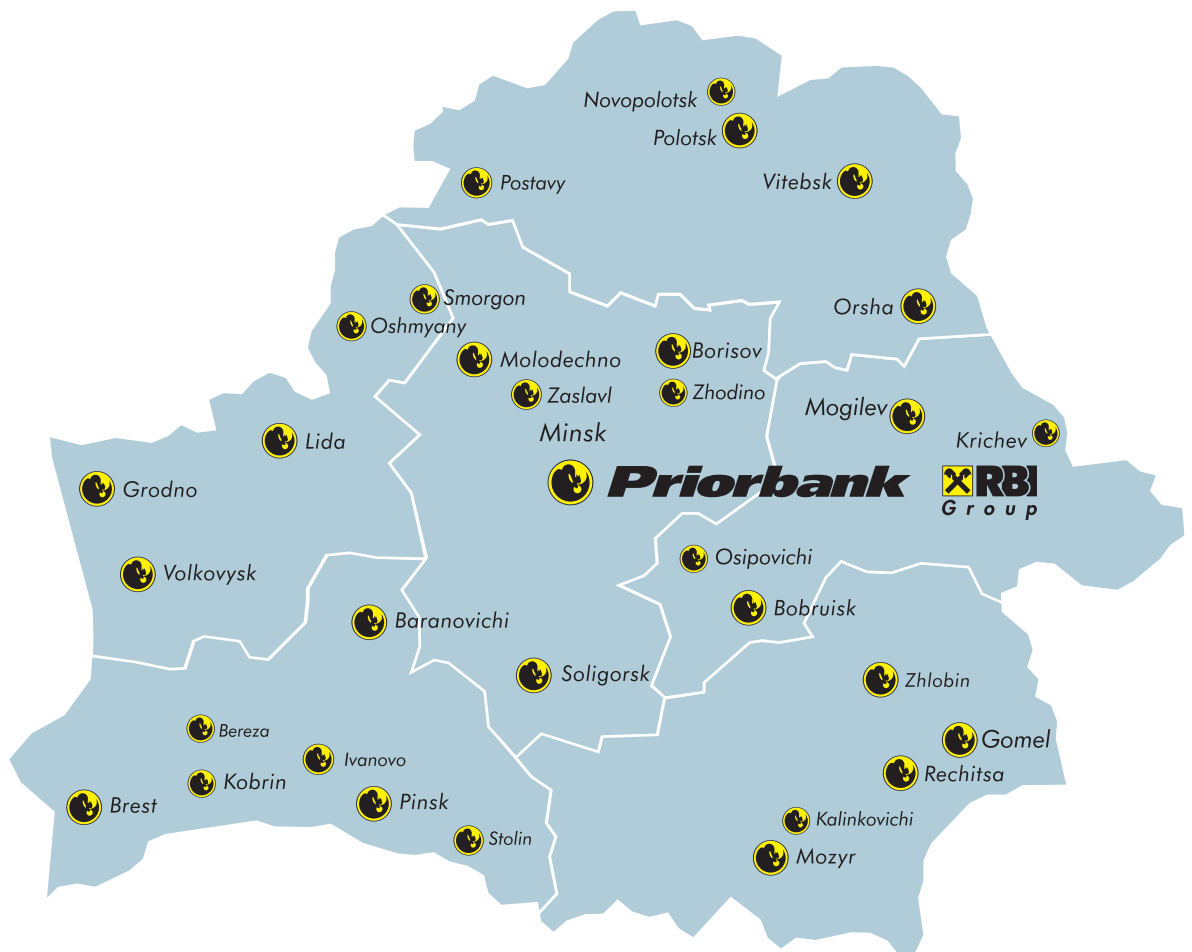 Novopolotsk
Polotsk
Postavy
Vitebsk
Smorgon
Orsha
Oshmyany
Molodechno
Borisov
Zaslavl
Zhodino
Mogilev
Minsk
Krichev
Lida
Grodno
Priorbank
RBI
Group
Osipovichi
Volkovysk
Bobruisk
Baranovichi
Soligorsk
Zhlobin
Bereza
Gomel
Ivanovo
Rechitsa
Kobrin
Pinsk
Brest
Kalinkovichi
Stolin
Mozyr